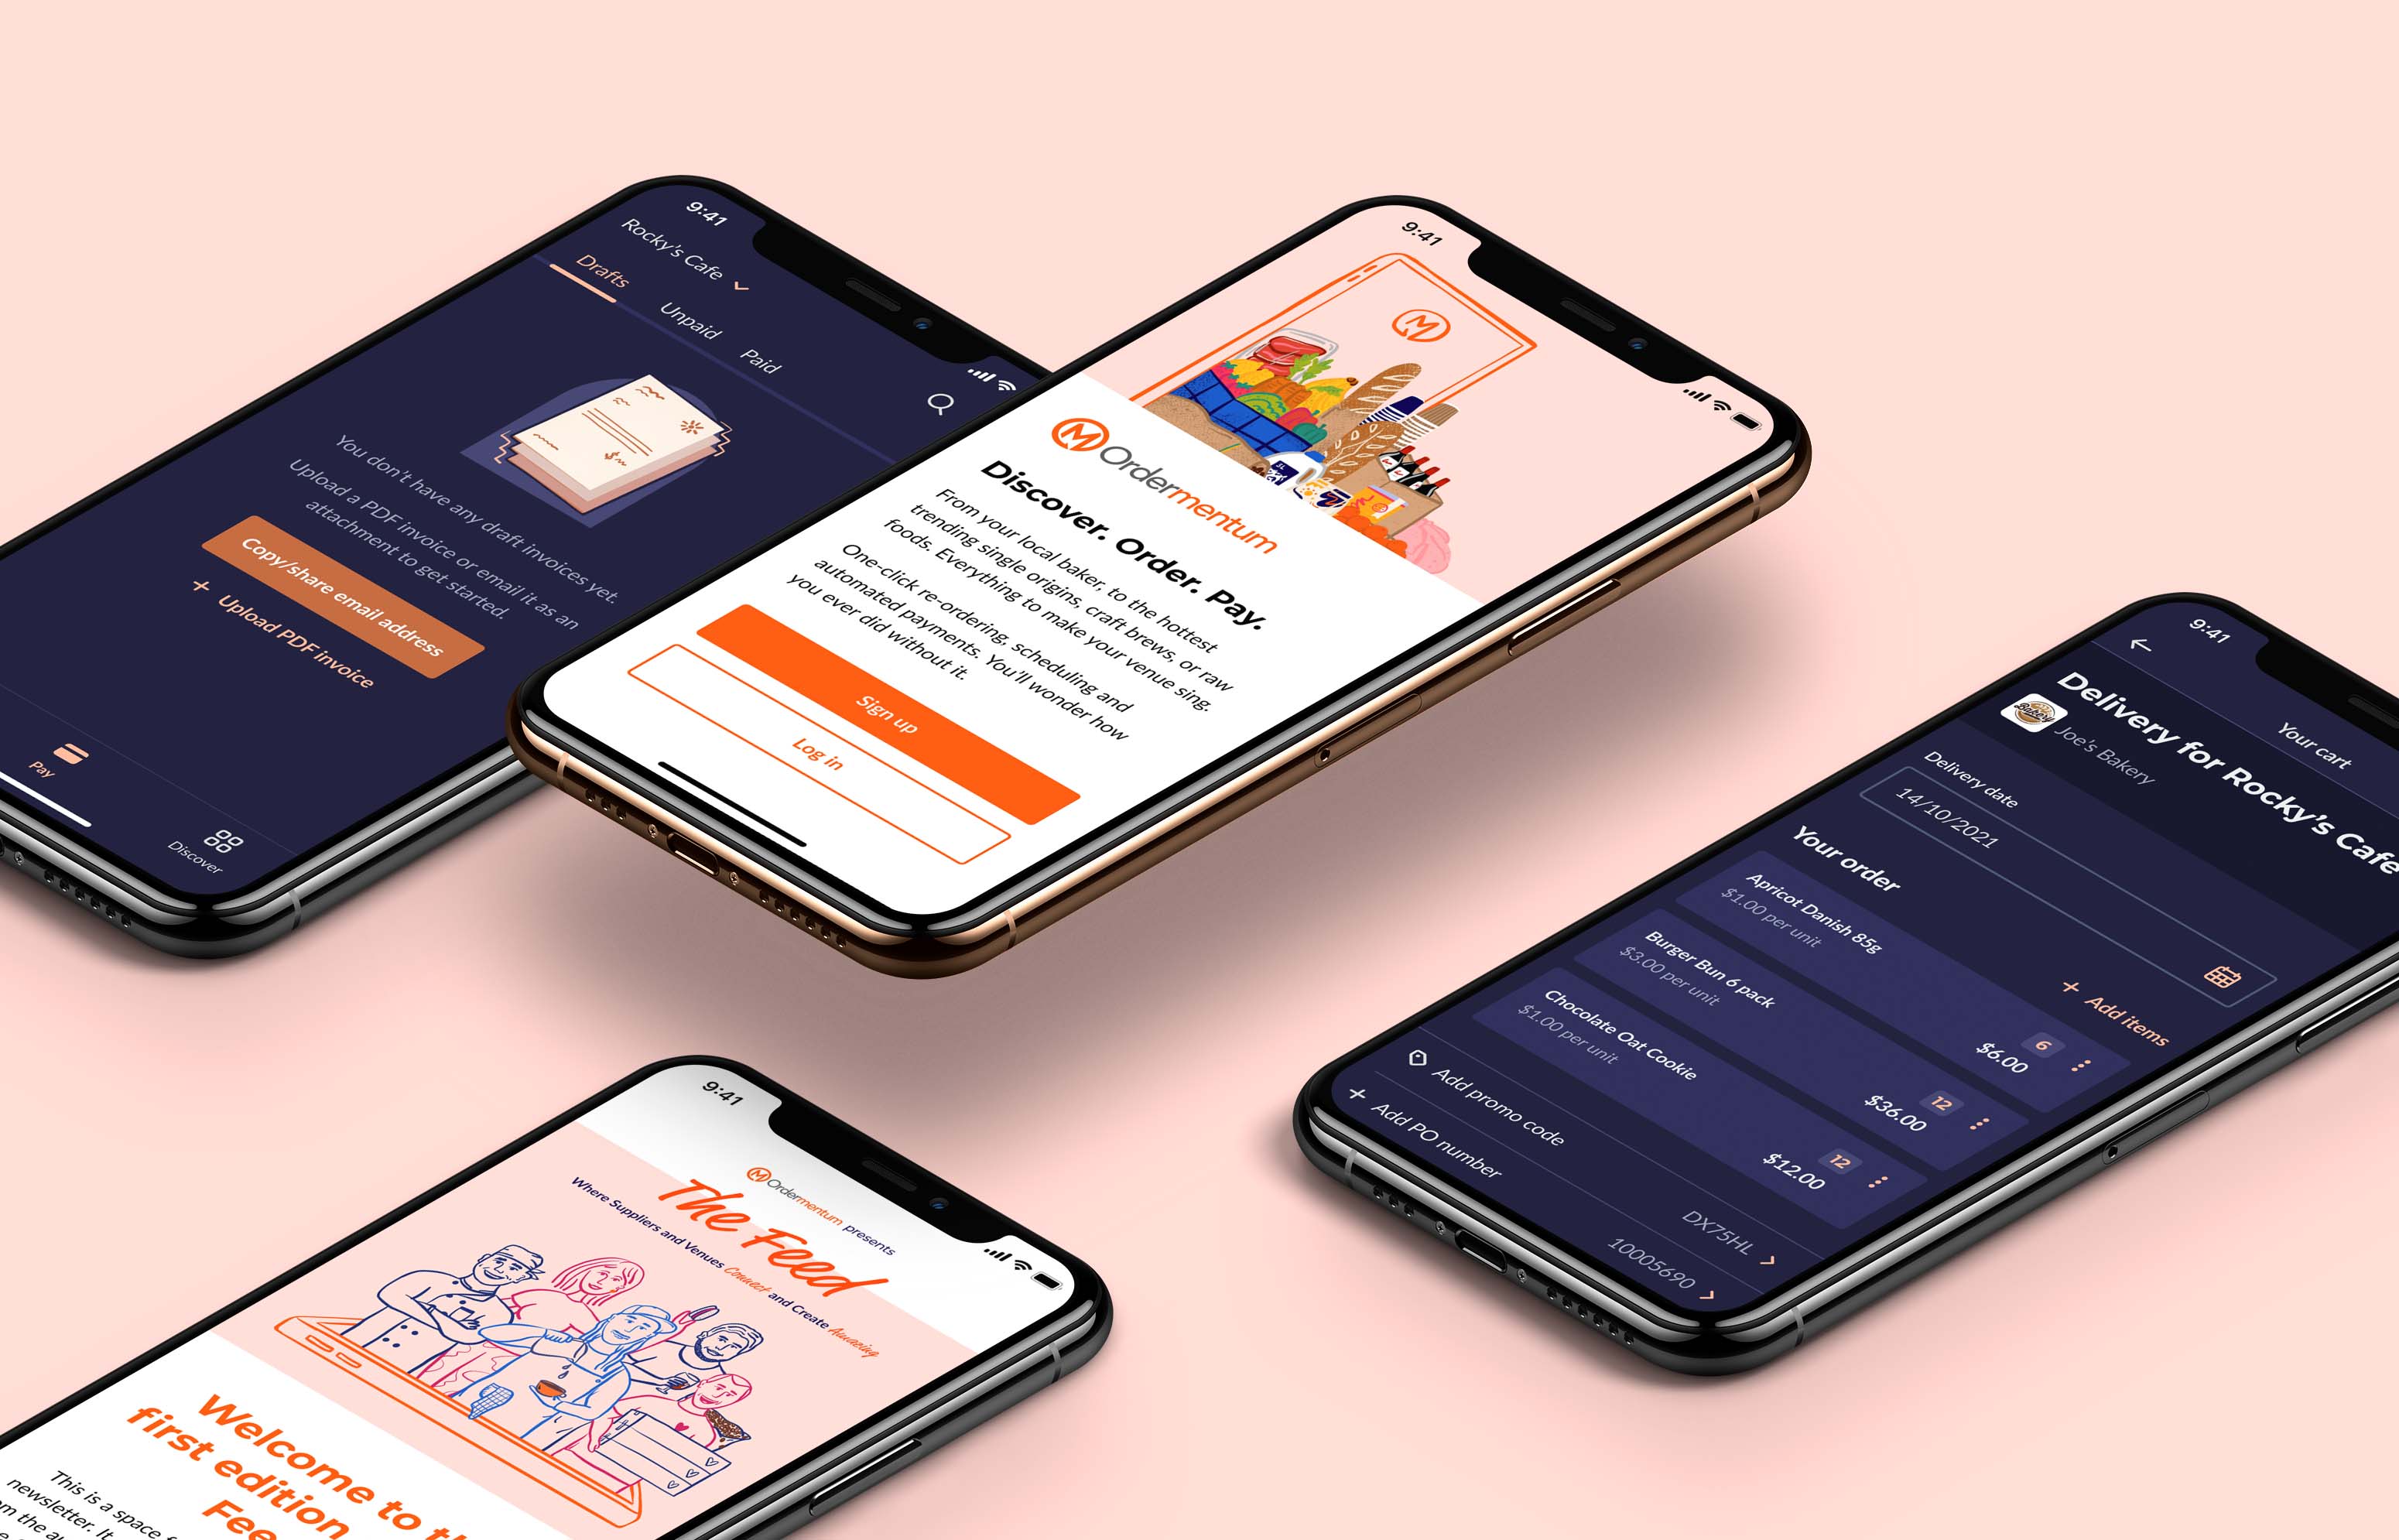 9:41
Rocky's Cafe
Drafts
Unpaid
Paid
You don't have any draft invoices yet.
Upload a PDF invoice or email it as an
attachment to get started.
Copy/share email address
+ Upload PDF invoice
Pay
Discover
9:41
Ordermentum
Discover. Order. Pay.
From your local baker, to the hottest
trending single origins, craft brews, or raw
foods. Everything to make your venue sing.
One-click re-ordering, scheduling and
automated payments. You'll wonder how
you ever did without it.
Sign up
Log in
9:41
Your cart
Delivery for Rocky's Cafe
Bakery
Joe's Bakery
Delivery date
14/10/2021
Your order
+ Add items
Apricot Danish 85g
$1.00 per unit
6
$6.00
Burger Bun 6 pack
$3.00 per unit
12
$36.00
Chocolate Oat Cookie
$1.00 per unit
12
$12.00
Add promo code
DX75HL
+ Add PO number
10005690
9:41
Ordermentum presents
The Feed
Where Suppliers and Venues Connect and Create Amazing
Welcome to
first edition
This is a space
newsletter. It